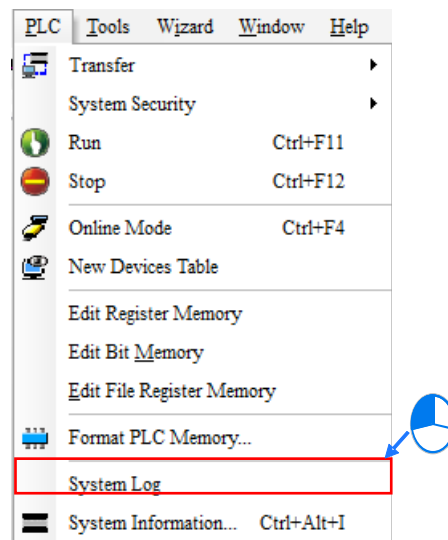 PLC Tools Wizard Window Help
Transfer
System Security
Run Ctrl+F11
Stop Ctrl+F12
Online Mode Ctrl+F4
New Devices Table
Edit Register Memory
Edit Bit Memory
Edit File Register Memory
Format PLC Memory...
System Log
System Information... Ctrl+Alt+I